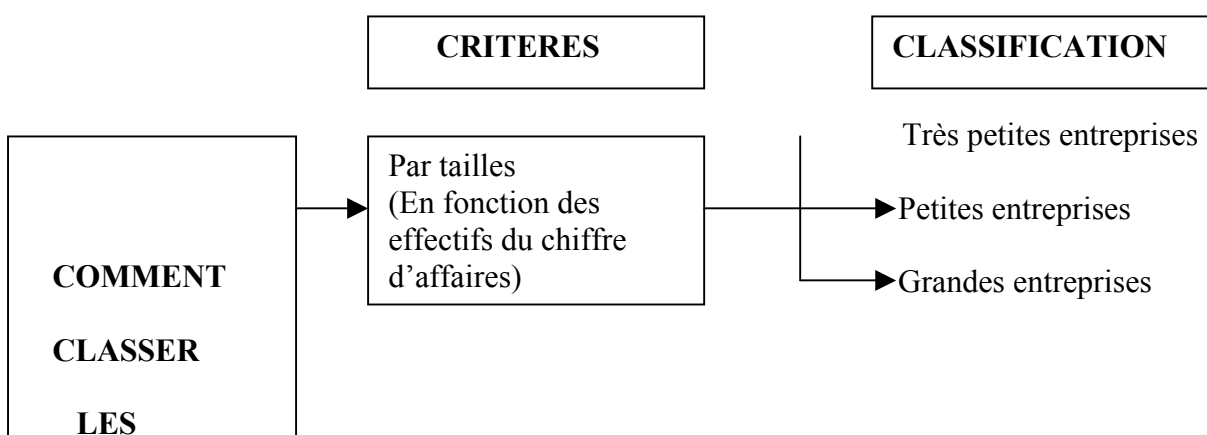 CRITERES
CLASSIFICATION
Par tailles
(En fonction des
effectifs du chiffre
d'affaires)
Très petites entreprises
Petites entreprises
Grandes entreprises
COMMENT
CLASSER
LES